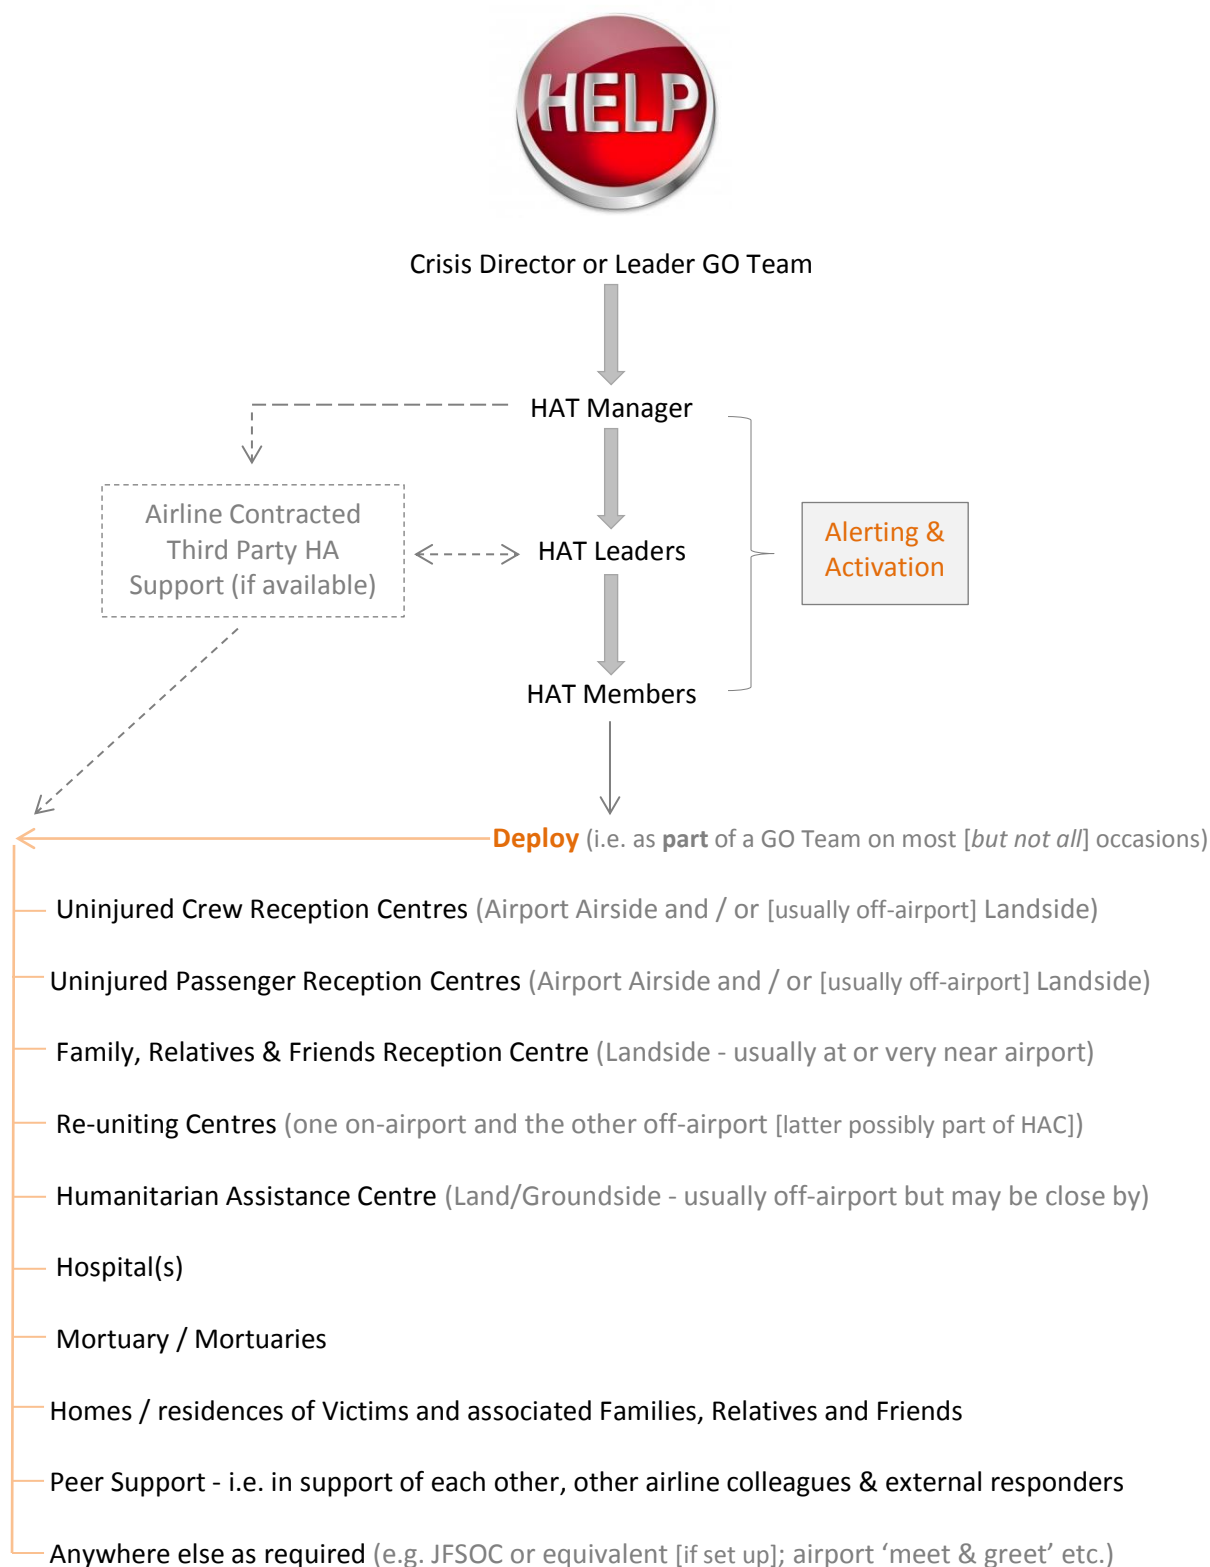 HELP
Crisis Director or Leader GO Team
HAT Manager
Airline Contracted
Third Party HA
Support (if available)
HAT Leaders
Alerting &
Activation
HAT Members
Deploy (i.e. as part of a GO Team on most [but not all] occasions)
Uninjured Crew Reception Centres (Airport Airside and / or [usually off-airport] Landside)
Uninjured Passenger Reception Centres (Airport Airside and / or [usually off-airport] Landside)
Family, Relatives & Friends Reception Centre (Landside - usually at or very near airport)
Re-uniting Centres (one on-airport and the other off-airport [latter possibly part of HAC])
Humanitarian Assistance Centre (Land/Groundside - usually off-airport but may be close by)
Hospital(s)
Mortuary / Mortuaries
Homes / residences of Victims and associated Families, Relatives and Friends
Peer Support - i.e. in support of each other, other airline colleagues & external responders
Anywhere else as required (e.g. JFSOC or equivalent [if set up]; airport ‘meet & greet’ etc.)